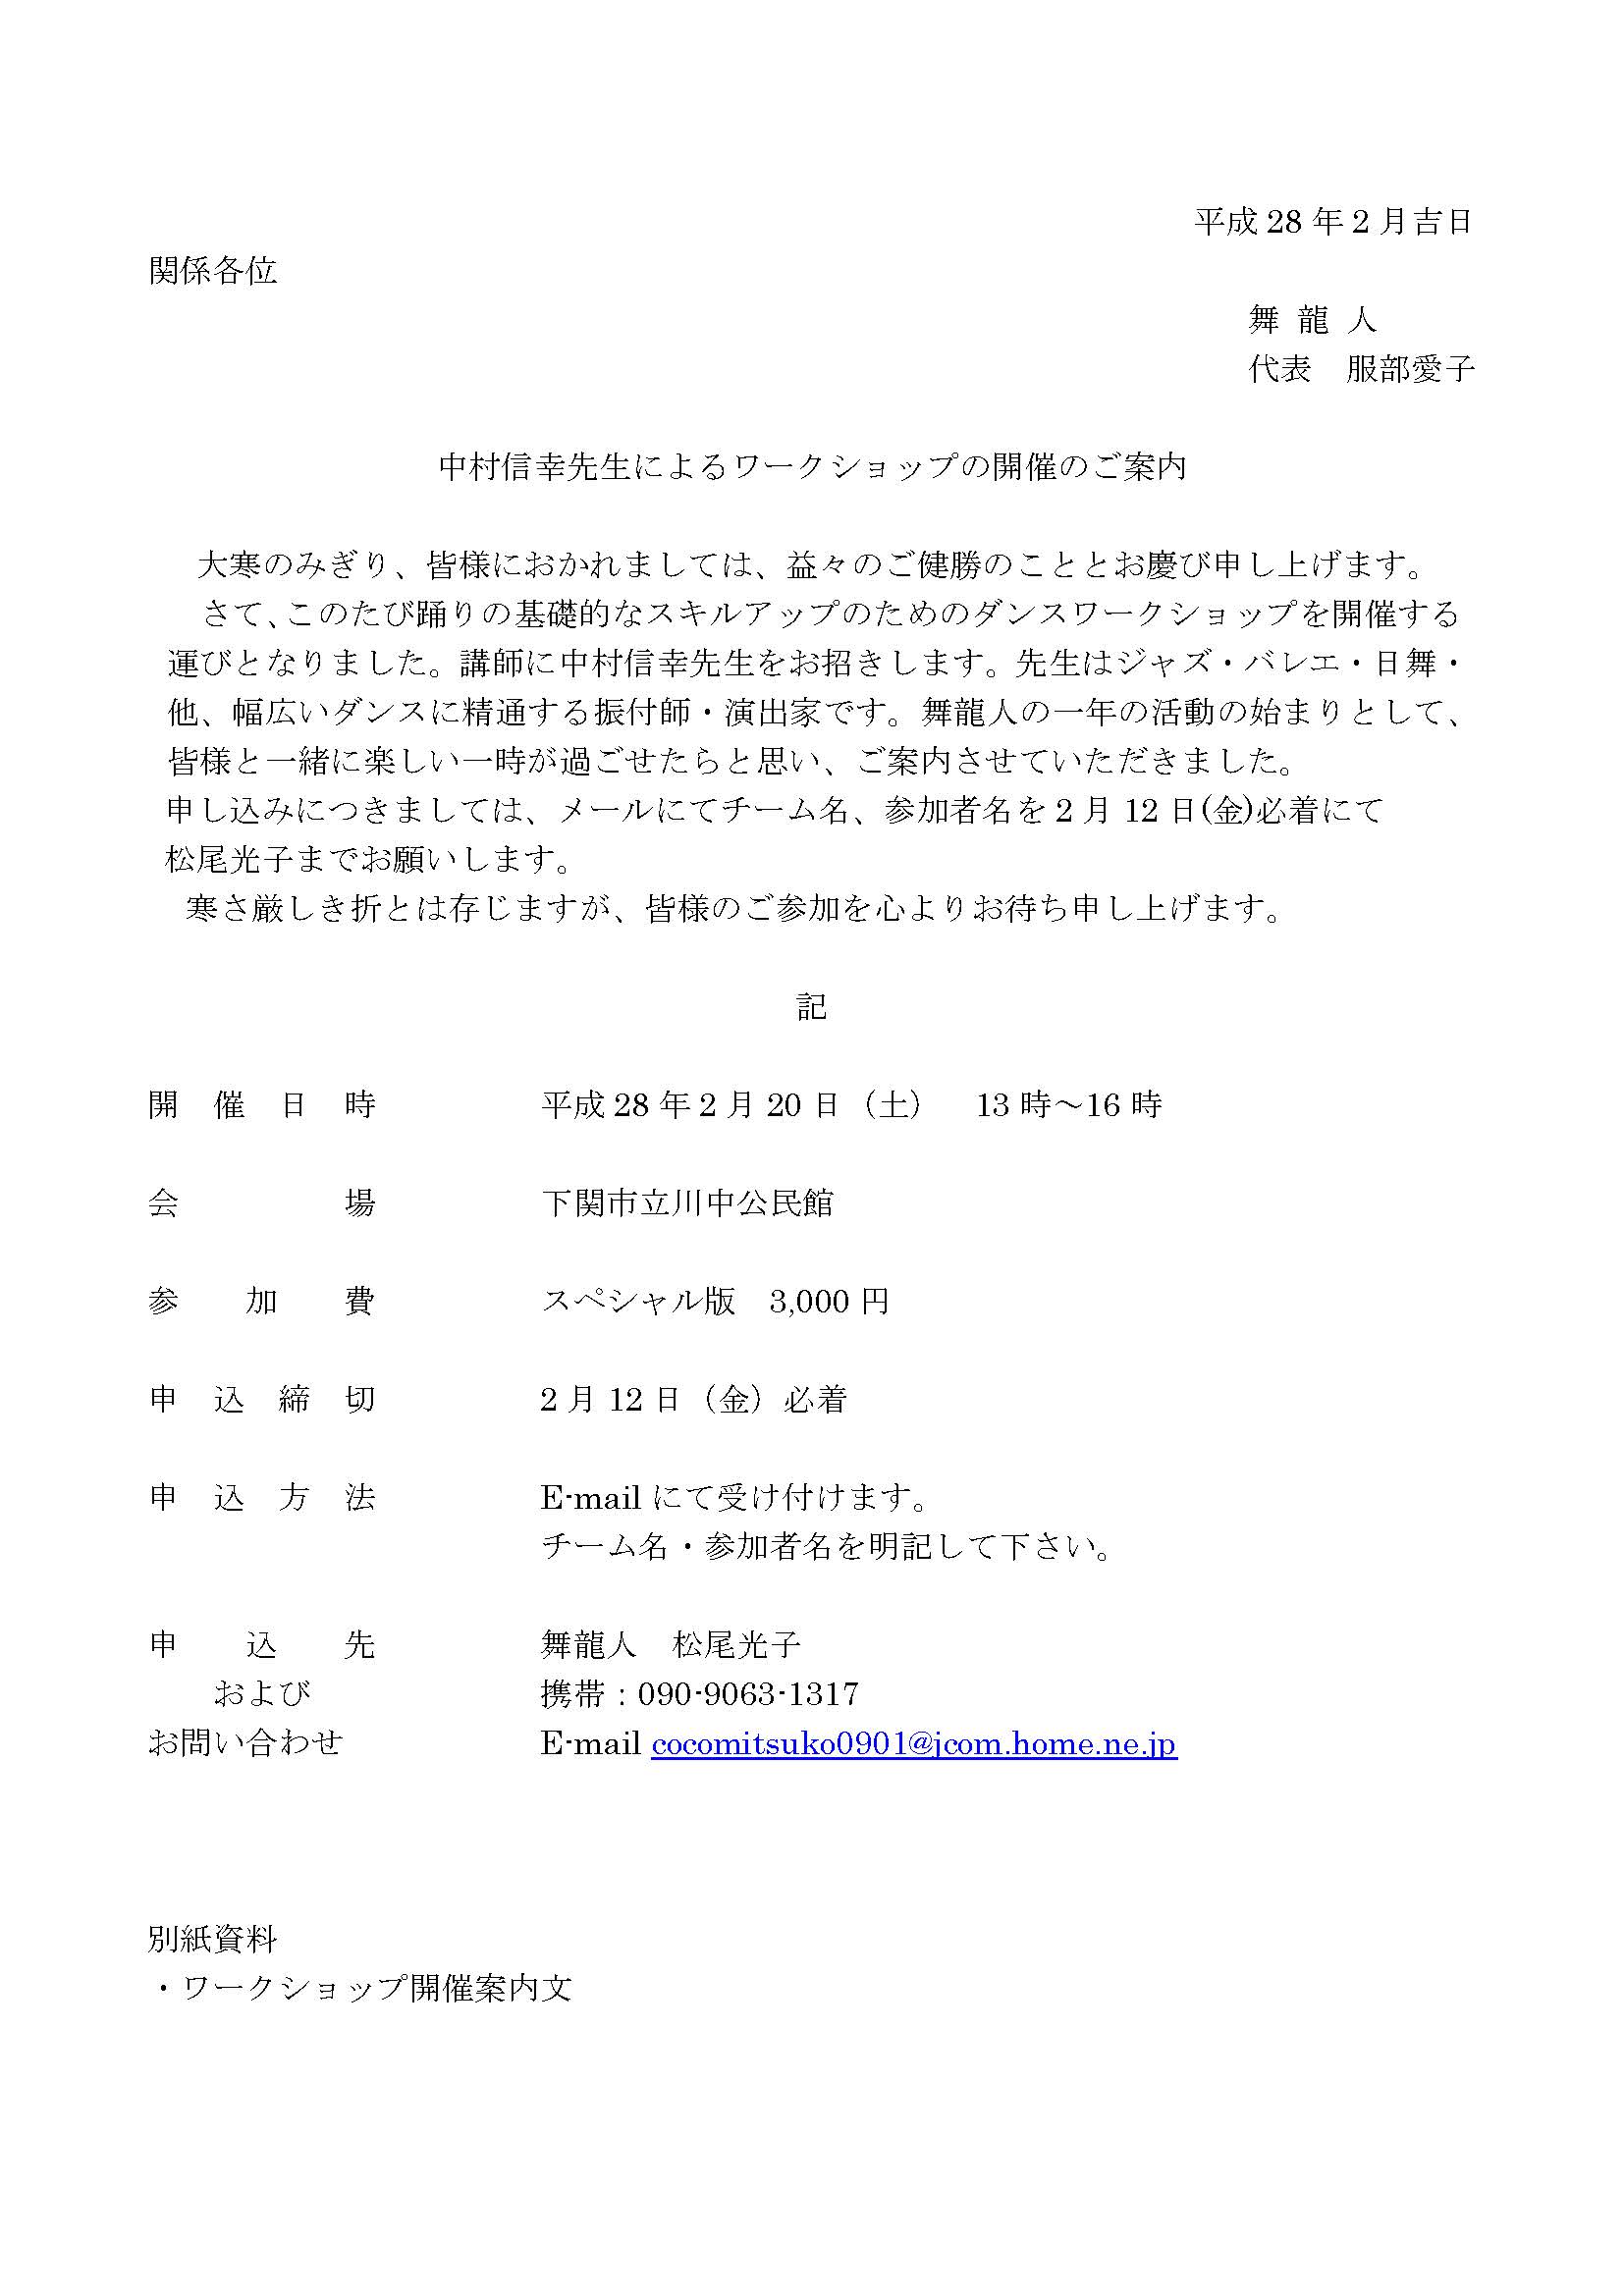 平成 28 年 2 月吉日
関係各位
舞 龍 人
代表　服部愛子
中村信幸先生によるワークショップの開催のご案内
大寒のみぎり、皆様におかれましては、益々のご健勝のこととお慶び申し上げます。
さて、このたび踊りの基礎的なスキルアップのためのダンスワークショップを開催する
運びとなりました。講師に中村信幸先生をお招きします。先生はジャズ・バレエ・日舞・
他、幅広いダンスに精通する振付師・演出家です。舞龍人の一年の活動の始まりとして、
皆様と一緒に楽しい一時が過ごせたらと思い、ご案内させていただきました。
申し込みにつきましては、メールにてチーム名、参加者名を 2 月 12 日(金)必着にて
松尾光子までお願いします。
寒さ厳しき折とは存じますが、皆様のご参加を心よりお待ち申し上げます。
記
開　催　日　時　　　　　平成 28 年 2 月 20 日（土）　13 時～16 時
会　　　　　場　　　　　下関市立川中公民館
参　　加　　費　　　　　スペシャル版　3,000 円
申　込　締　切　　　　　2 月 12 日（金）必着
申　込　方　法　　　　　E-mail にて受け付けます。
チーム名・参加者名を明記して下さい。
申　　込　　先　　　　　舞龍人　松尾光子
および　　　　　　　携帯：090-9063-1317
お問い合わせ　　　　　　E-mail cocomitsuko0901@jcom.home.ne.jp
別紙資料
・ワークショップ開催案内文